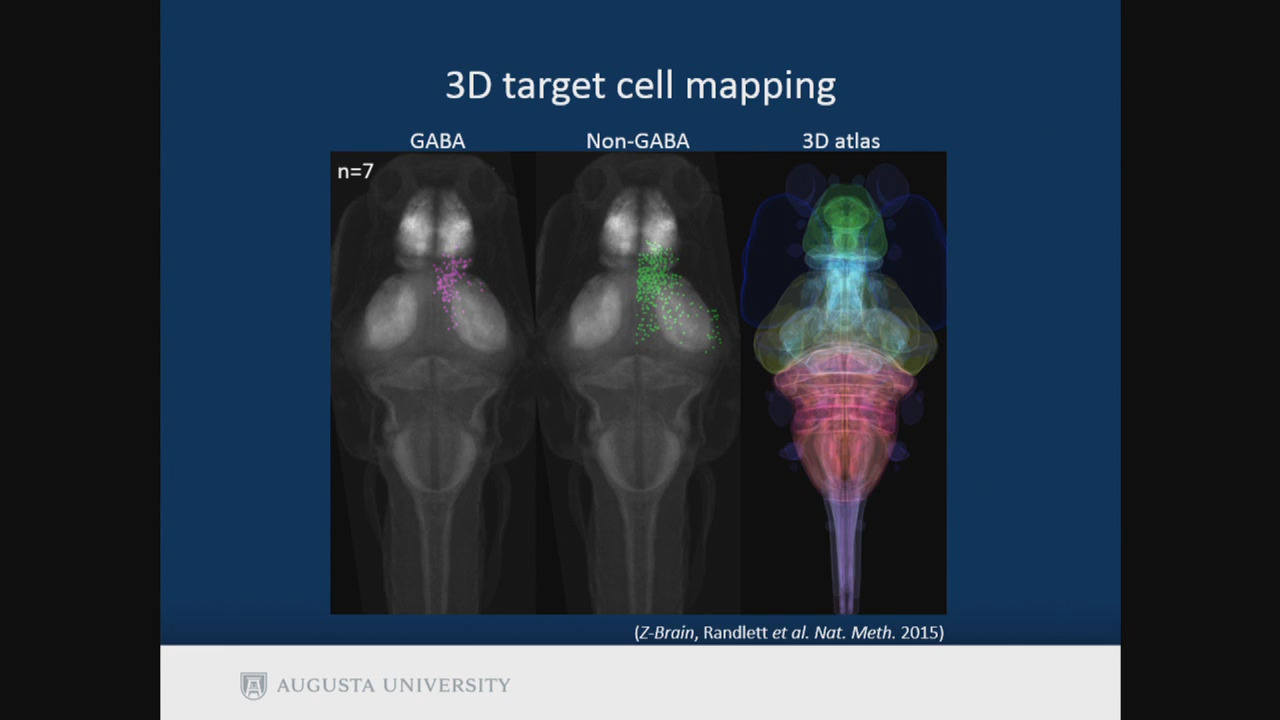 3D target cell mapping
GABA
Non-GABA
3D atlas
n=7
(Z-Brain, Randlett et al. Nat. Meth. 2015)
AUGUSTA UNIVERSITY